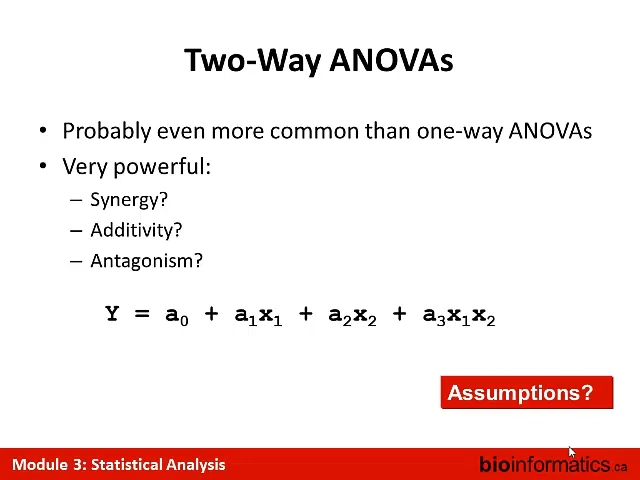 Two-Way ANOVAs
• Probably even more common than one-way ANOVAs
• Very powerful:
– Synergy?
– Additivity?
– Antagonism?
Y = a₀ + a₁x₁ + a₂x₂ + a₃x₁x₂
Assumptions?
Module 3: Statistical Analysis
bioinformatics.ca